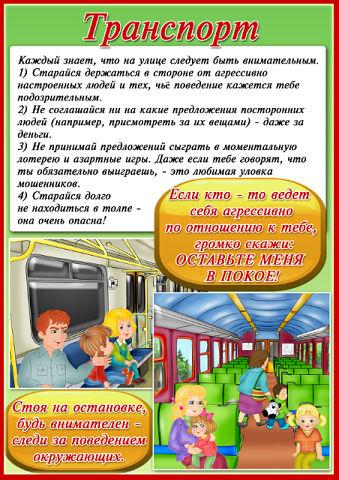 Транспорт
Каждый знает, что на улице следует быть внимательным.
1) Старайся держаться в стороне от агрессивно
настроенных людей и тех, чьё поведение кажется тебе
подозрительным.
2) Не соглашайся ни на какие предложения посторонних
людей (например, присмотреть за их вещами) - даже за
деньги.
3) Не принимай предложений сыграть в моментальную
лотерею и азартные игры. Даже если тебе говорят, что
ты обязательно выиграешь, - это любимая уловка
мошенников.
4) Старайся долго
не находиться в толпе -
она очень опасна!
Если кто - то ведет
себя агрессивно
по отношению к тебе,
громко скажи:
ОСТАВЬТЕ МЕНЯ
В ПОКОЕ!
Стоя на остановке,
будь внимателен -
следи за поведением
окружающих.